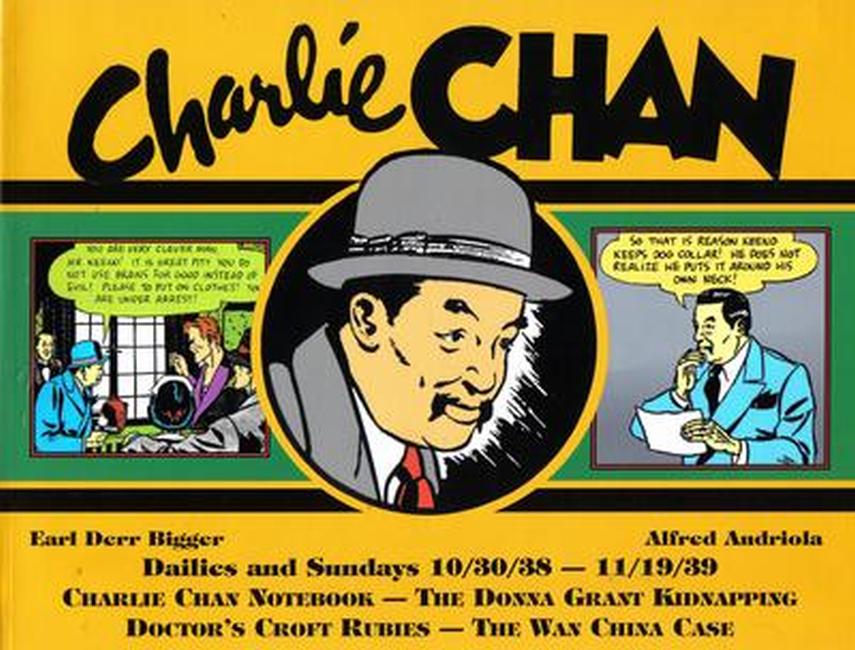 Charlie CHAN
YOU ARE VERY CLEVER MAN
MR KEENO! IT IS GREAT PITY YOU DO
NOT USE BRAINS FOR GOOD INSTEAD OF
EVIL! PLEASE TO PUT ON CLOTHES! YOU
ARE UNDER ARREST!
SO THAT IS REASON KEENO
KEEPS DOG COLLAR! HE DOES NOT
REALIZE HE PUTS IT AROUND HIS
OWN NECK!
Earl Derr Bigger
Alfred Andriola
Dailies and Sundays 10/30/38 — 11/19/39
CHARLIE CHAN NOTEBOOK — THE DONNA GRANT KIDNAPPING
DOCTOR'S CROFT RUBIES — THE WAN CHINA CASE